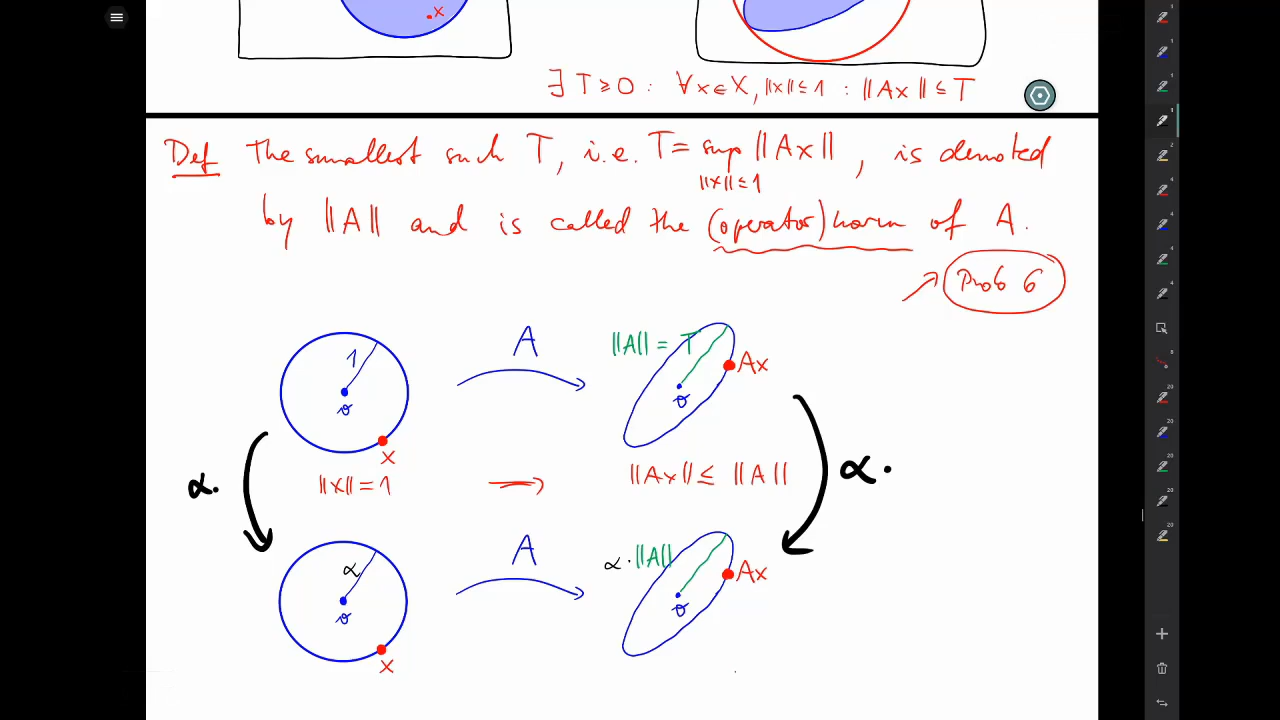 x
∃ T ≥ 0 : ∀x∈X, ||x|| ≤ 1 : ||Ax|| ≤ T
Def The smallest such T, i.e. T = sup ||Ax||, is denoted
||x|| ≤ 1
by ||A|| and is called the (operator) norm of A.
Prob 6
1 A ||A|| = T Ax
0 0
x
α· ||x|| = 1 ⟶ ||Ax|| ≤ ||A|| α·
α A α·||A|| Ax
0 0
x